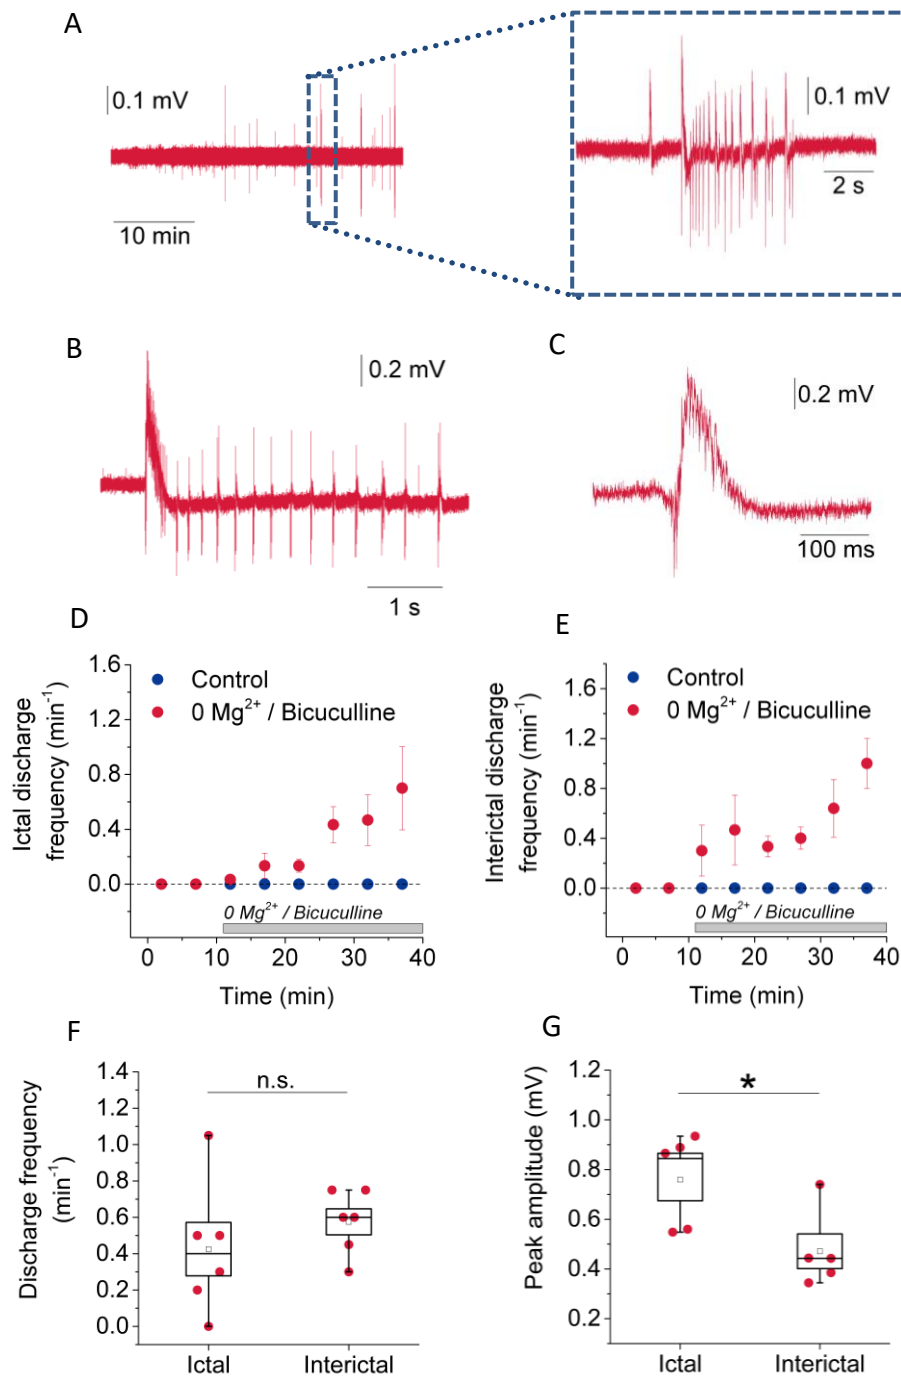 A
0.1 mV
10 min
0.1 mV
2 s
B
0.2 mV
1 s
C
0.2 mV
100 ms
D
Ictal discharge
frequency (min⁻¹)
1.6
1.2
0.8
0.4
0.0
Control
0 Mg²⁺ / Bicuculline
0 Mg²⁺ / Bicuculline
0 10 20 30 40
Time (min)
E
Interictal discharge
frequency (min⁻¹)
1.6
1.2
0.8
0.4
0.0
Control
0 Mg²⁺ / Bicuculline
0 Mg²⁺ / Bicuculline
0 10 20 30 40
Time (min)
F
Discharge frequency
(min⁻¹)
1.4
1.2
1.0
0.8
0.6
0.4
0.2
0.0
n.s.
Ictal Interictal
G
Peak amplitude (mV)
1.2
1.0
0.8
0.6
0.4
0.2
*
Ictal Interictal